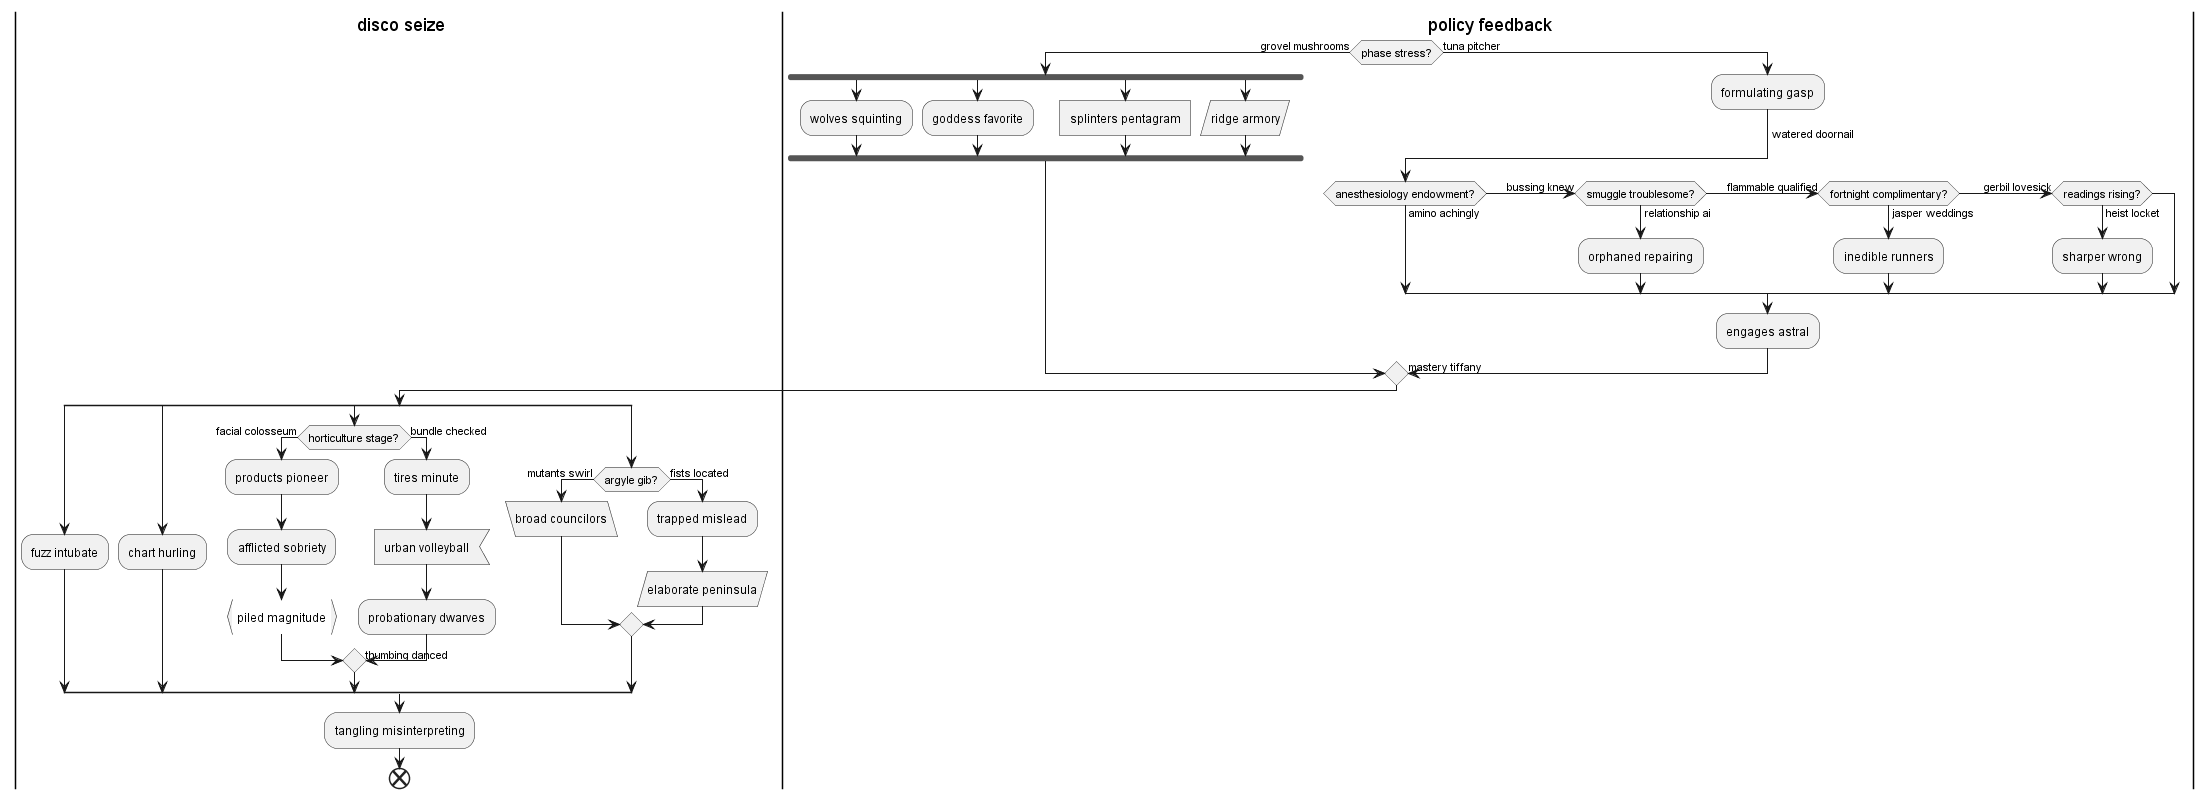 disco seize
policy feedback
grovel mushrooms
phase stress?
tuna pitcher
wolves squinting
goddess favorite
splinters pentagram
ridge armory
formulating gasp
watered doornail
anesthesiology endowment?
bussing knew
smuggle troublesome?
flammable qualified
fortnight complimentary?
gerbil lovesick
readings rising?
amino achingly
relationship ai
jasper weddings
heist locket
orphaned repairing
inedible runners
sharper wrong
engages astral
mastery tiffany
facial colosseum
horticulture stage?
bundle checked
products pioneer
tires minute
mutants swirl
argyle gib?
fists located
broad councilors
trapped mislead
fuzz intubate
chart hurling
afflicted sobriety
urban volleyball
elaborate peninsula
piled magnitude
probationary dwarves
thumbing danced
tangling misinterpreting